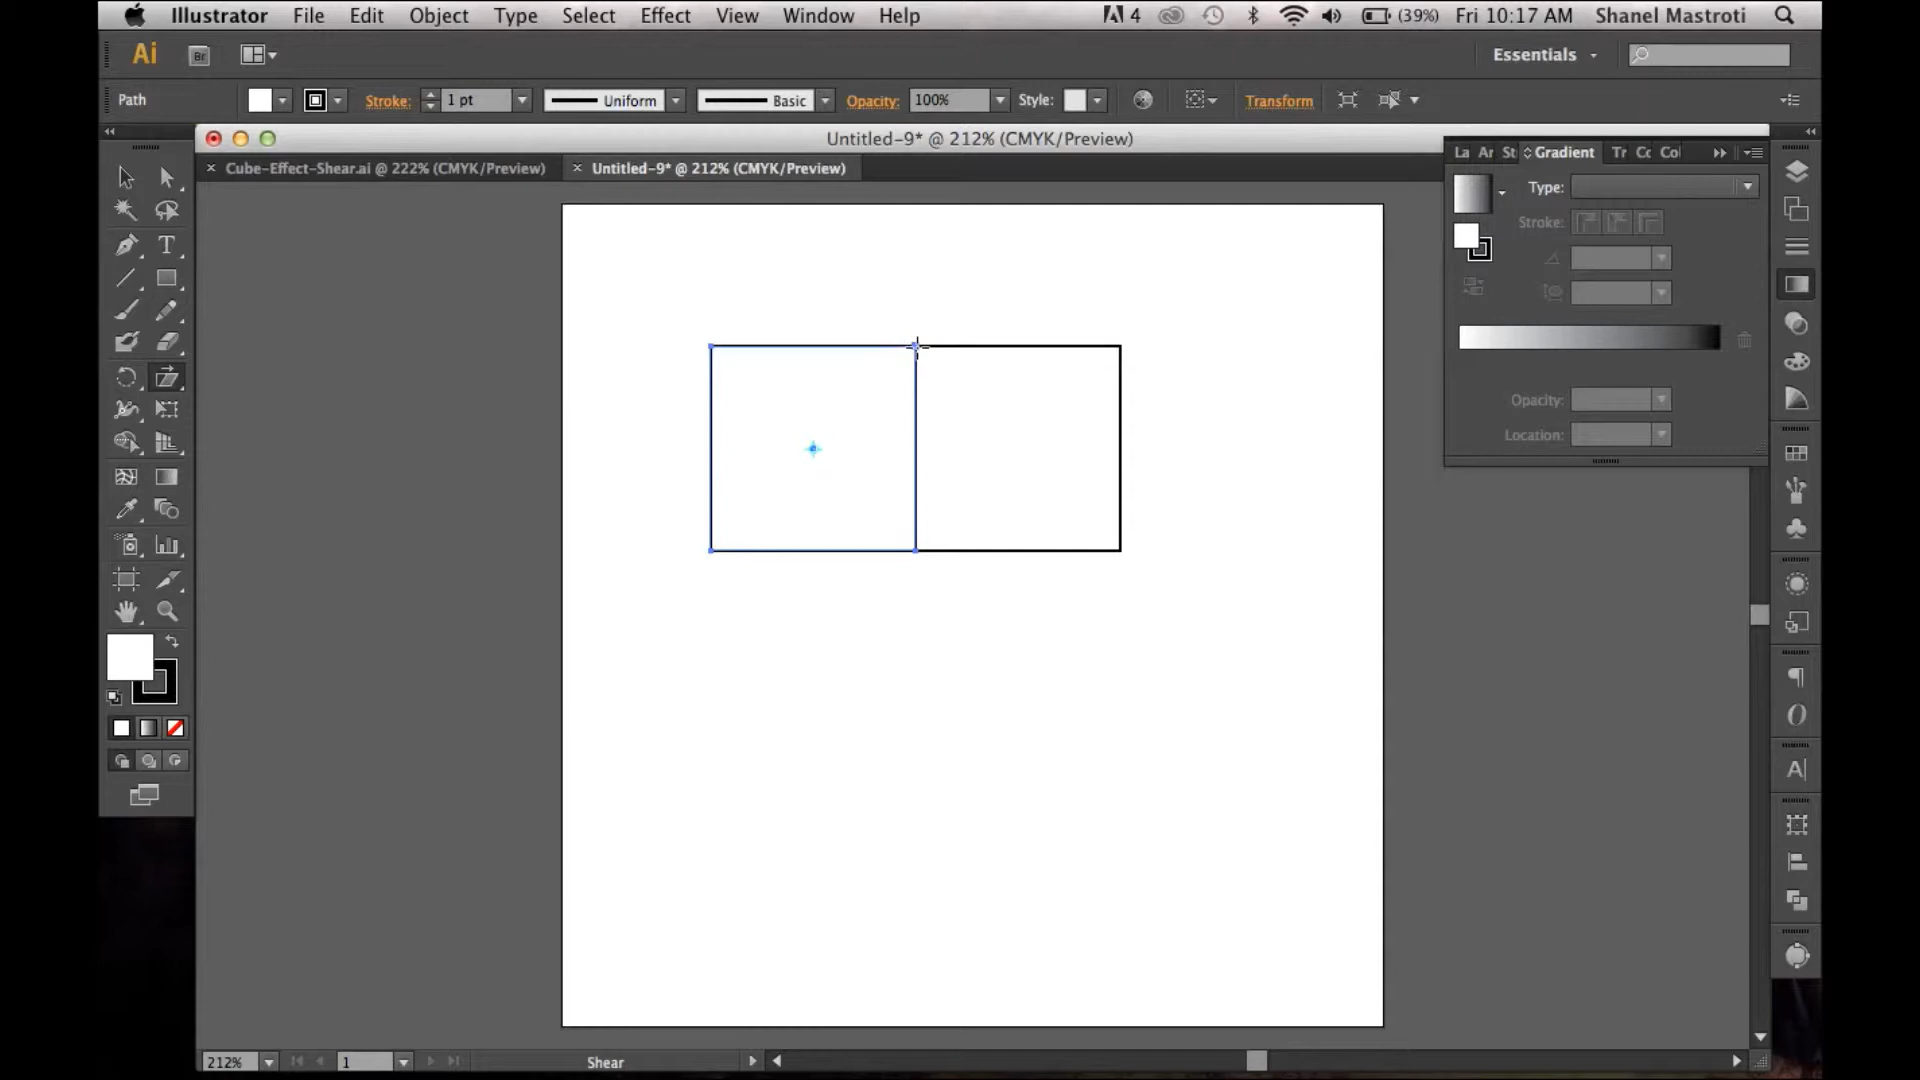 Illustrator File Edit Object Type Select Effect View Window Help 4 (39%) Fri 10:17 AM Shanel Mastroti
Ai Br Essentials
Path Stroke: 1 pt Uniform Basic Opacity: 100% Style: Transform
Untitled-9* @ 212% (CMYK/Preview)
Cube-Effect-Shear.ai @ 222% (CMYK/Preview) Untitled-9* @ 212% (CMYK/Preview)
La Ar St Gradient Tr Cc Col
Type:
Stroke:
Opacity:
Location:
212% 1 Shear